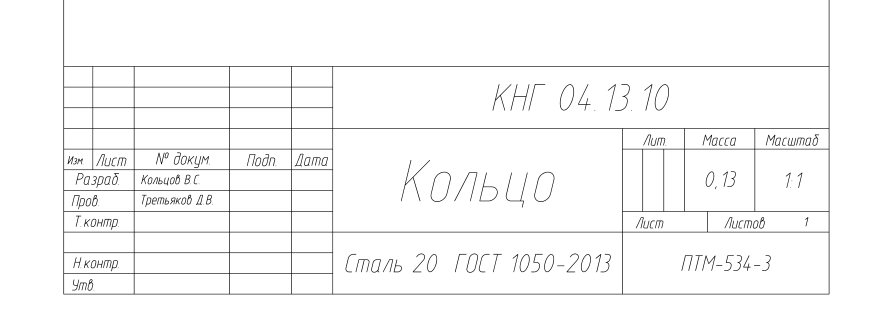 КНГ 04.13.10
Лит. Масса Масштаб
Изм Лист № докум. Подп. Дата
Разраб. Кольцов В.С.
Кольцо
0,13 1:1
Пров. Третьяков Д.В.
Т.контр.
Лист Листов 1
Н.контр.
Сталь 20 ГОСТ 1050-2013
ПТМ-534-3
Утв.